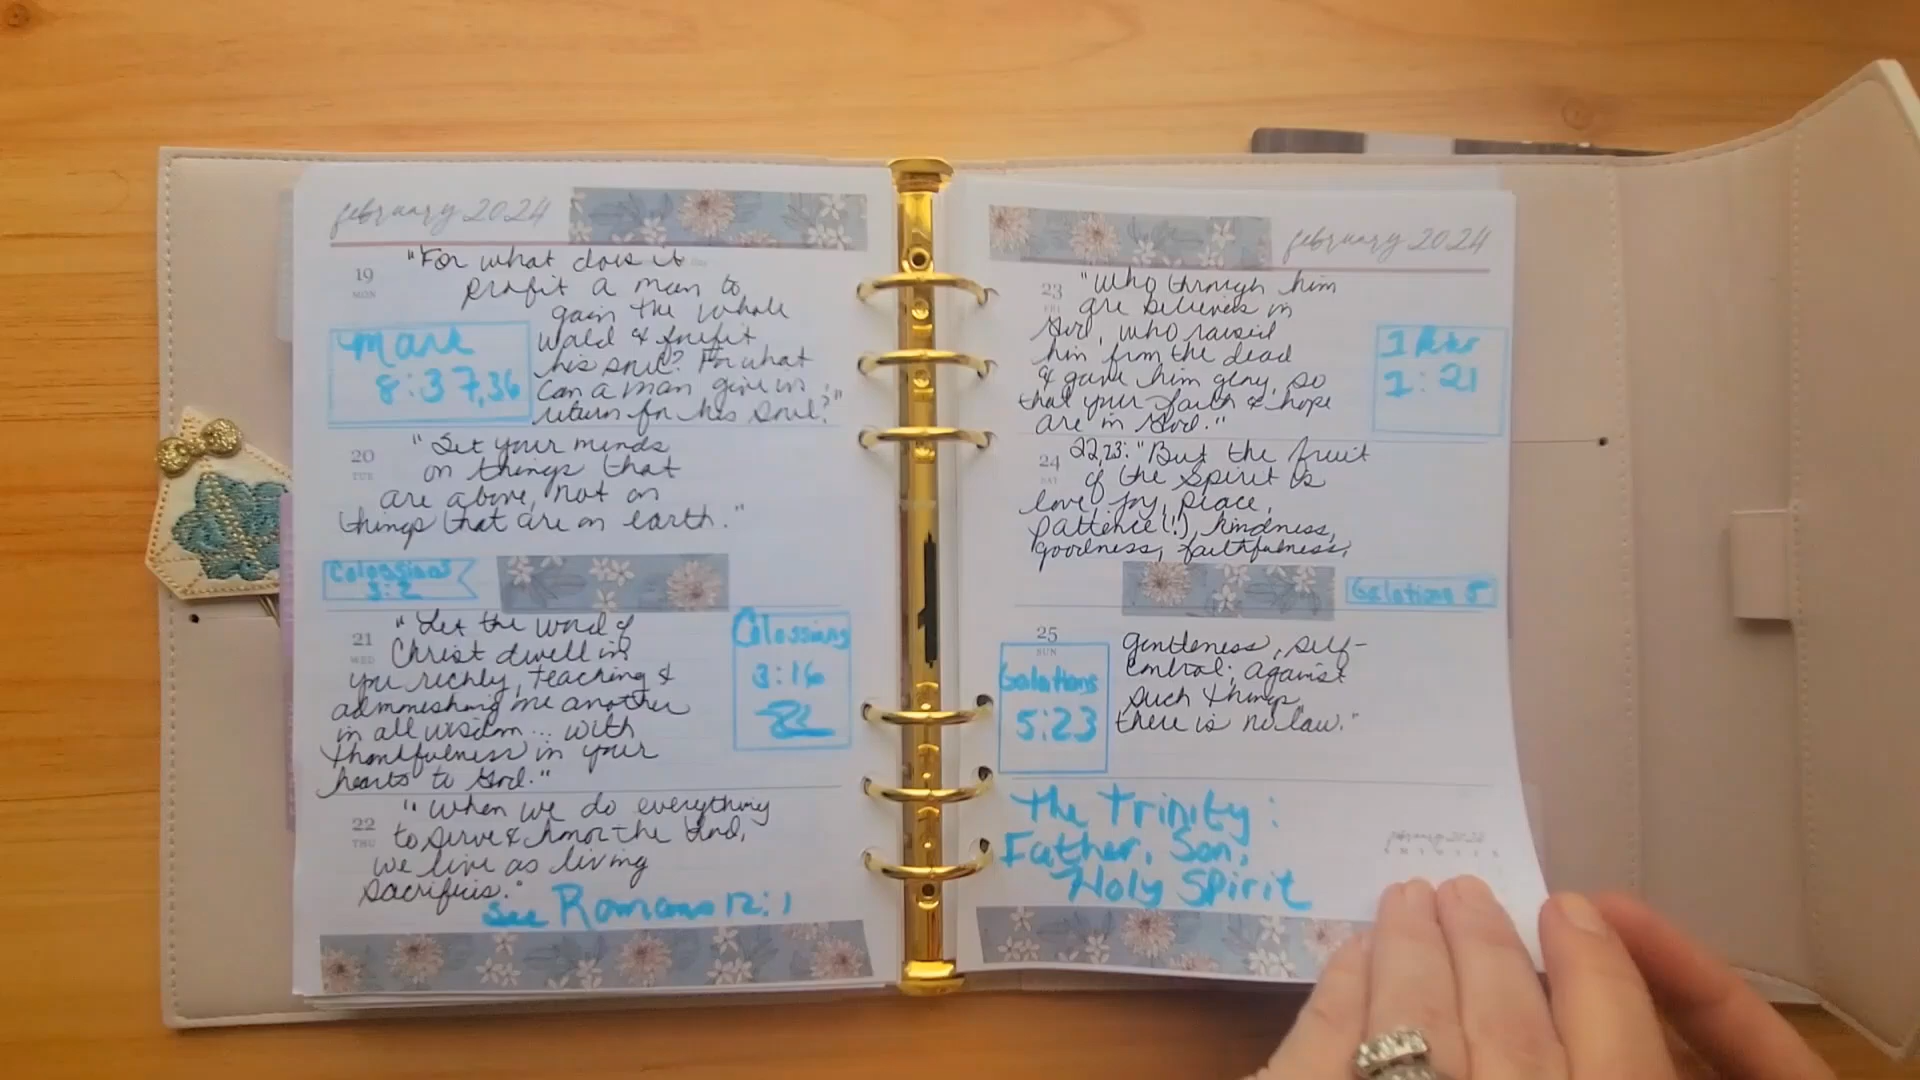 february 2024
19
MON
"For what does it
profit a man to
gain the whole
world & forfeit
his soul? For what
can a man give in
return for his soul?"
Mark
8:37,36
20
TUE
"Set your minds
on things that
are above, not on
things that are on earth."
Colossians
3:2
21
WED
"Let the word of
Christ dwell in
you richly, teaching &
admonishing one another
in all wisdom... with
thankfulness in your
hearts to God."
Colossians
3:16
22
THU
"When we do everything
to serve & honor the Lord,
we live as living
sacrifices."
See Romans 12:1
february 2024
23
FRI
"Who through him
are believers in
God, who raised
him from the dead
& gave him glory, so
that your faith & hope
are in God."
1 Peter
1:21
24
SAT
22,23: "But the fruit
of the Spirit is
love, joy, peace,
patience(!), kindness,
goodness, faithfulness,
Galations 5
25
SUN
gentleness, self-
control; against
such things
there is no law."
Galations
5:23
The Trinity:
Father, Son,
Holy Spirit
february 2024